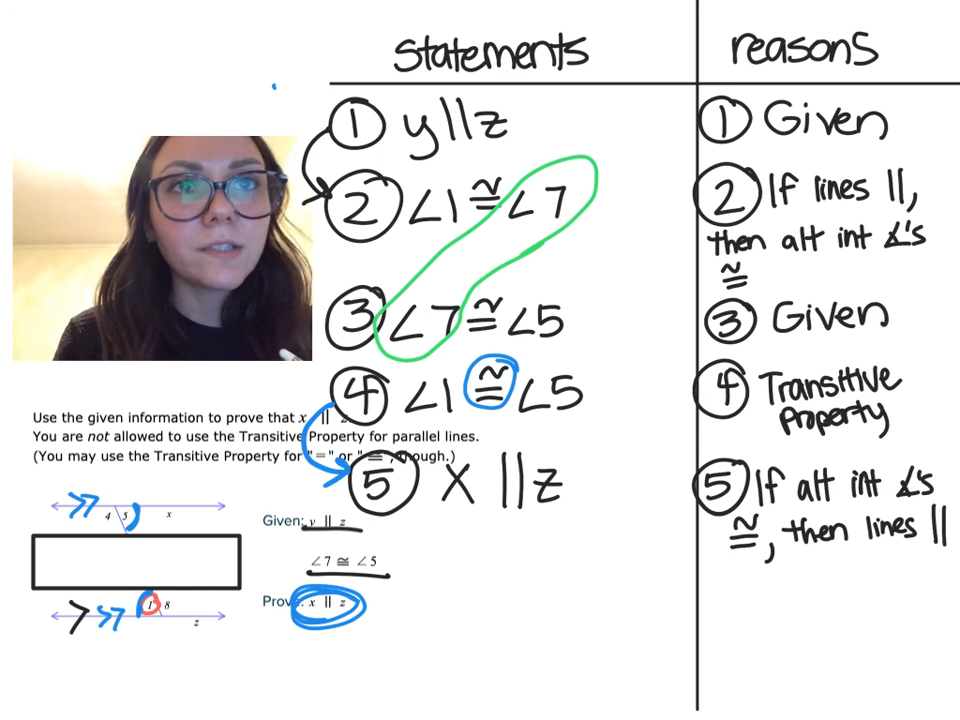 statements
reasons
① y || z
① Given
② ∠1 ≅ ∠7
② If lines ||,
then alt int ∡'s
≅
③ ∠7 ≅ ∠5
③ Given
④ ∠1 ≅ ∠5
④ Transitive
Property
⑤ x || z
⑤ If alt int ∡'s
≅, then lines ||
Use the given information to prove that x || z.
You are not allowed to use the Transitive Property for parallel lines.
(You may use the Transitive Property for "=" or "≅", though.)
4 5 x
Given: y || z
∠7 ≅ ∠5
Prove: x || z
1 8
z